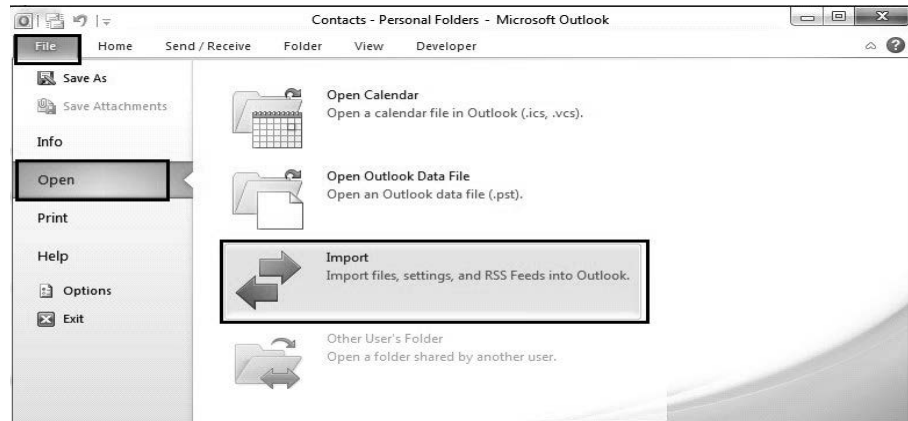 Contacts - Personal Folders - Microsoft Outlook
File Home Send / Receive Folder View Developer
Save As
Save Attachments
Info
Open
Print
Help
Options
Exit
Open Calendar
Open a calendar file in Outlook (.ics, .vcs).
Open Outlook Data File
Open an Outlook data file (.pst).
Import
Import files, settings, and RSS Feeds into Outlook.
Other User's Folder
Open a folder shared by another user.